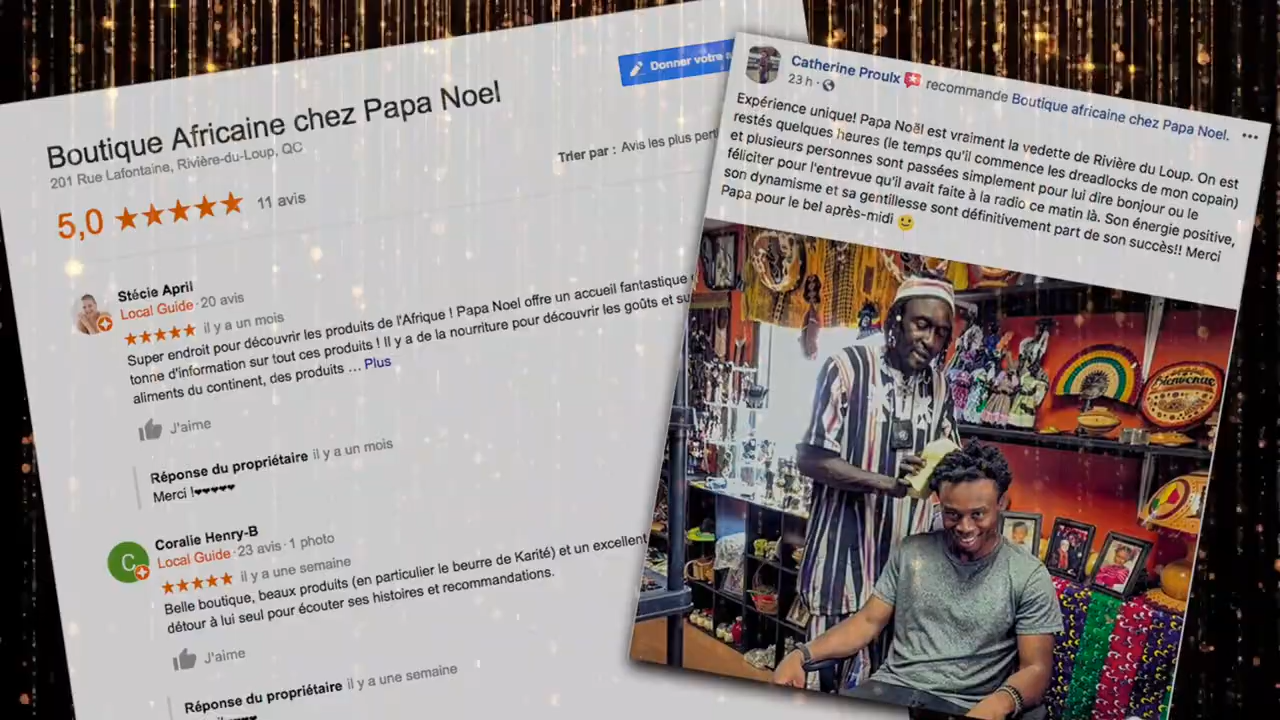 Boutique Africaine chez Papa Noel
201 Rue Lafontaine, Rivière-du-Loup, QC
5,0
11 avis
Donner votre
Trier par : Avis les plus
Stécie April
Local Guide · 20 avis
il y a un mois
Super endroit pour découvrir les produits de l'Afrique ! Papa Noel offre un accueil fantastique
tonne d'information sur tout ces produits ! Il y a de la nourriture pour découvrir les goûts et
aliments du continent, des produits ... Plus
J'aime
Réponse du propriétaire il y a un mois
Merci !♥♥♥♥♥
Coralie Henry-B
C
Local Guide · 23 avis · 1 photo
il y a une semaine
Belle boutique, beaux produits (en particulier le beurre de Karité) et un excellent
détour à lui seul pour écouter ses histoires et recommandations.
J'aime
Réponse du propriétaire il y a une semaine
Catherine Proulx recommande Boutique africaine chez Papa Noel.
23 h ·
Expérience unique! Papa Noël est vraiment la vedette de Rivière du Loup. On est
restés quelques heures (le temps qu'il commence les dreadlocks de mon copain)
et plusieurs personnes sont passées simplement pour lui dire bonjour ou le
féliciter pour l'entrevue qu'il avait faite à la radio ce matin là. Son énergie positive,
son dynamisme et sa gentillesse sont définitivement part de son succès!! Merci
Papa pour le bel après-midi 🙂
Bienvenue